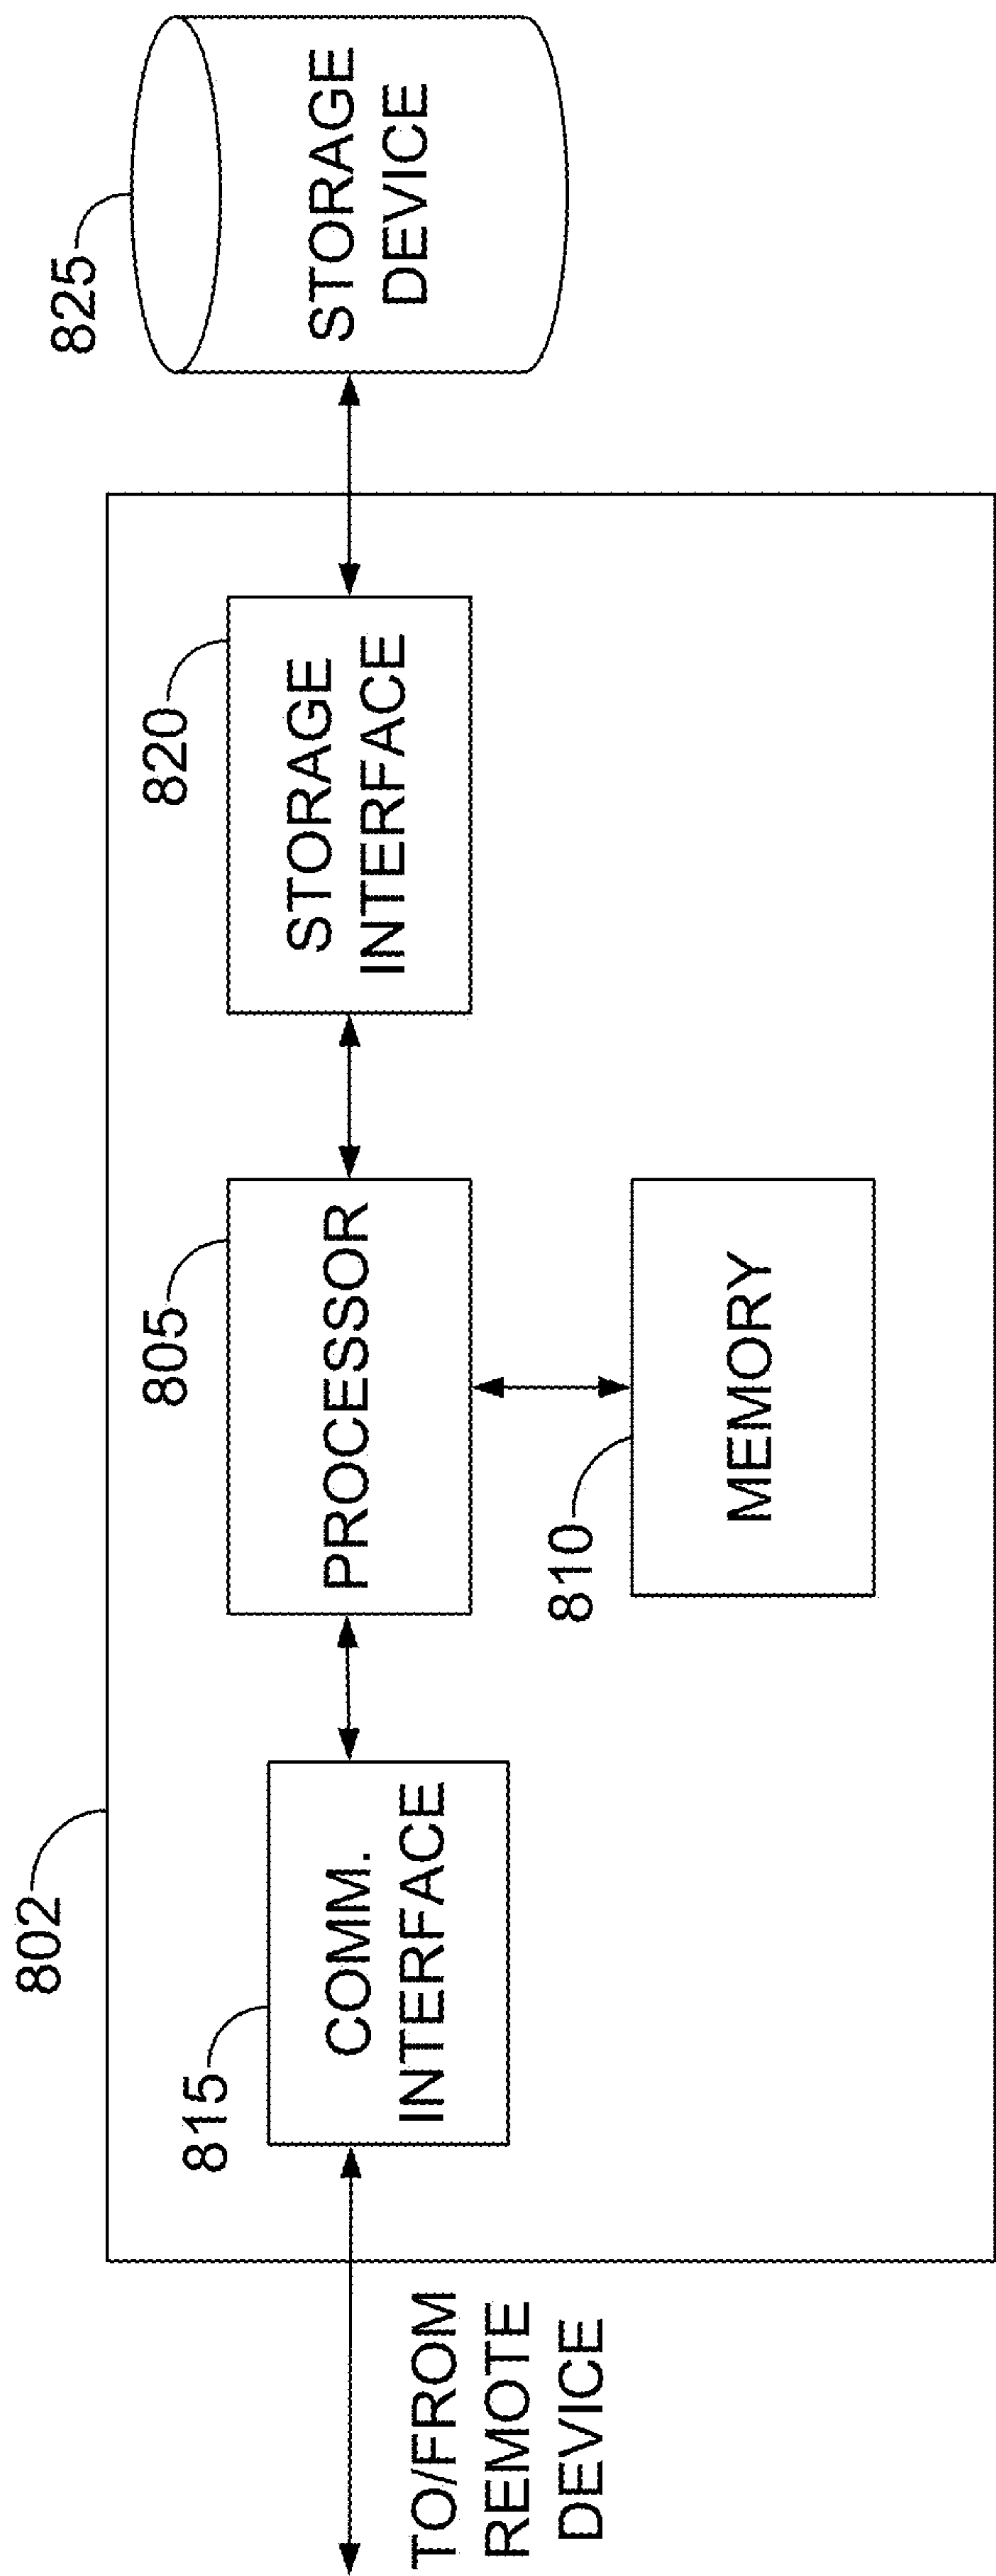 802
815
COMM.
INTERFACE
805
PROCESSOR
820
STORAGE
INTERFACE
825
STORAGE
DEVICE
810
MEMORY
TO/FROM
REMOTE
DEVICE